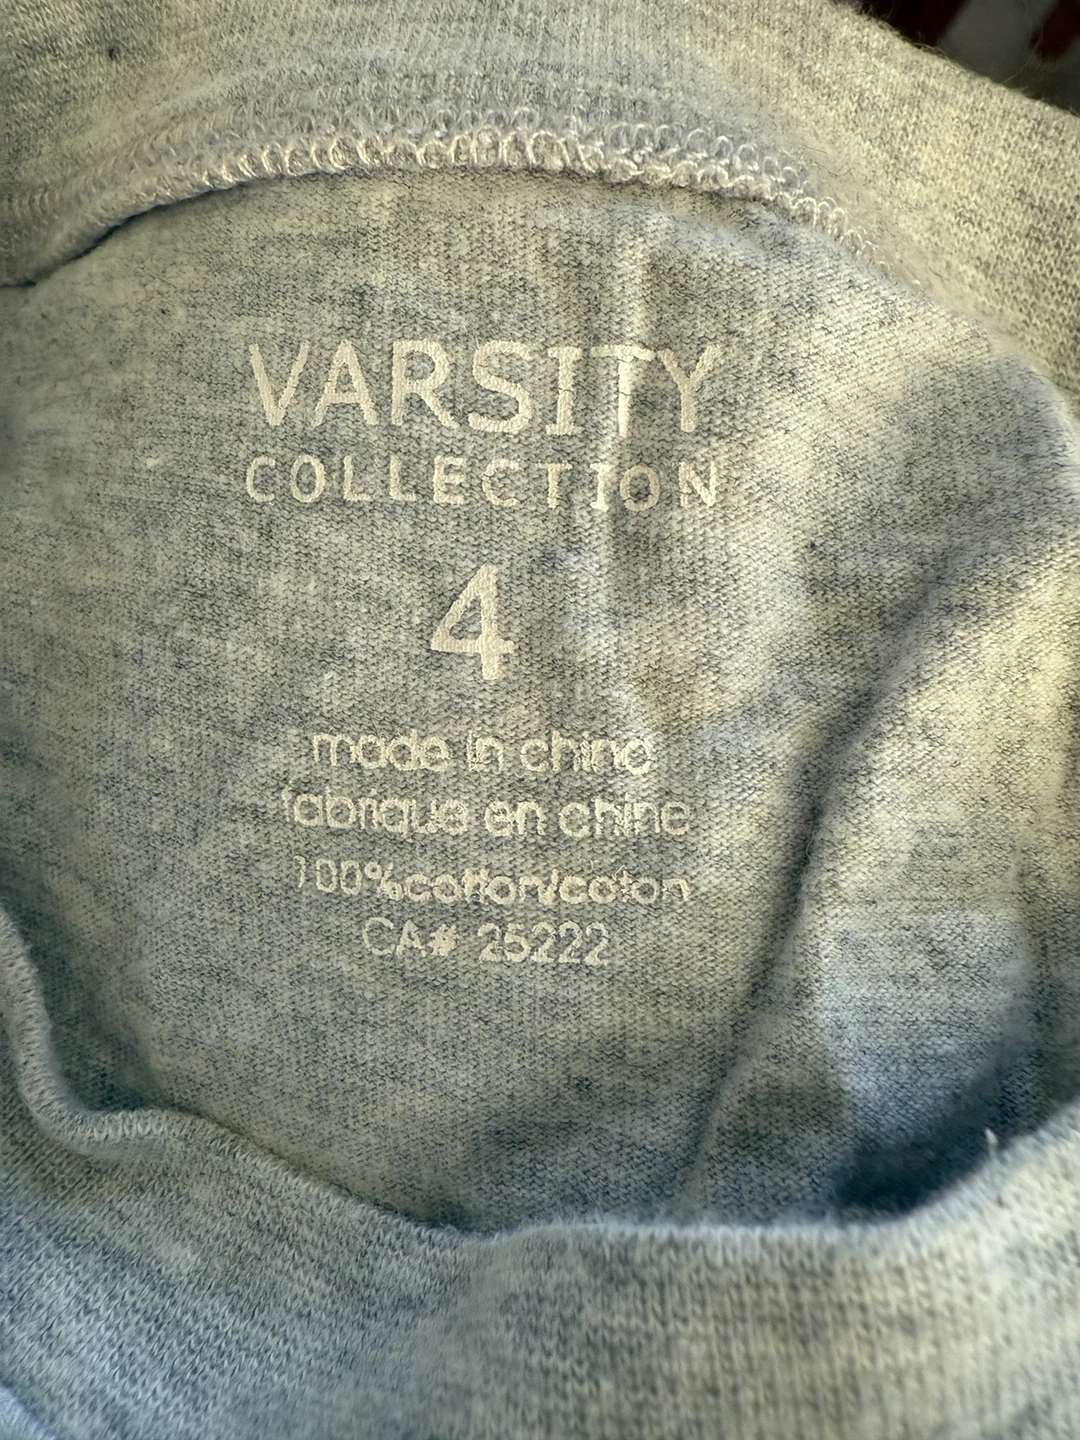 VARSITY
COLLECTION
4
made in china
fabrique en chine
100%cotton/coton
CA# 25222